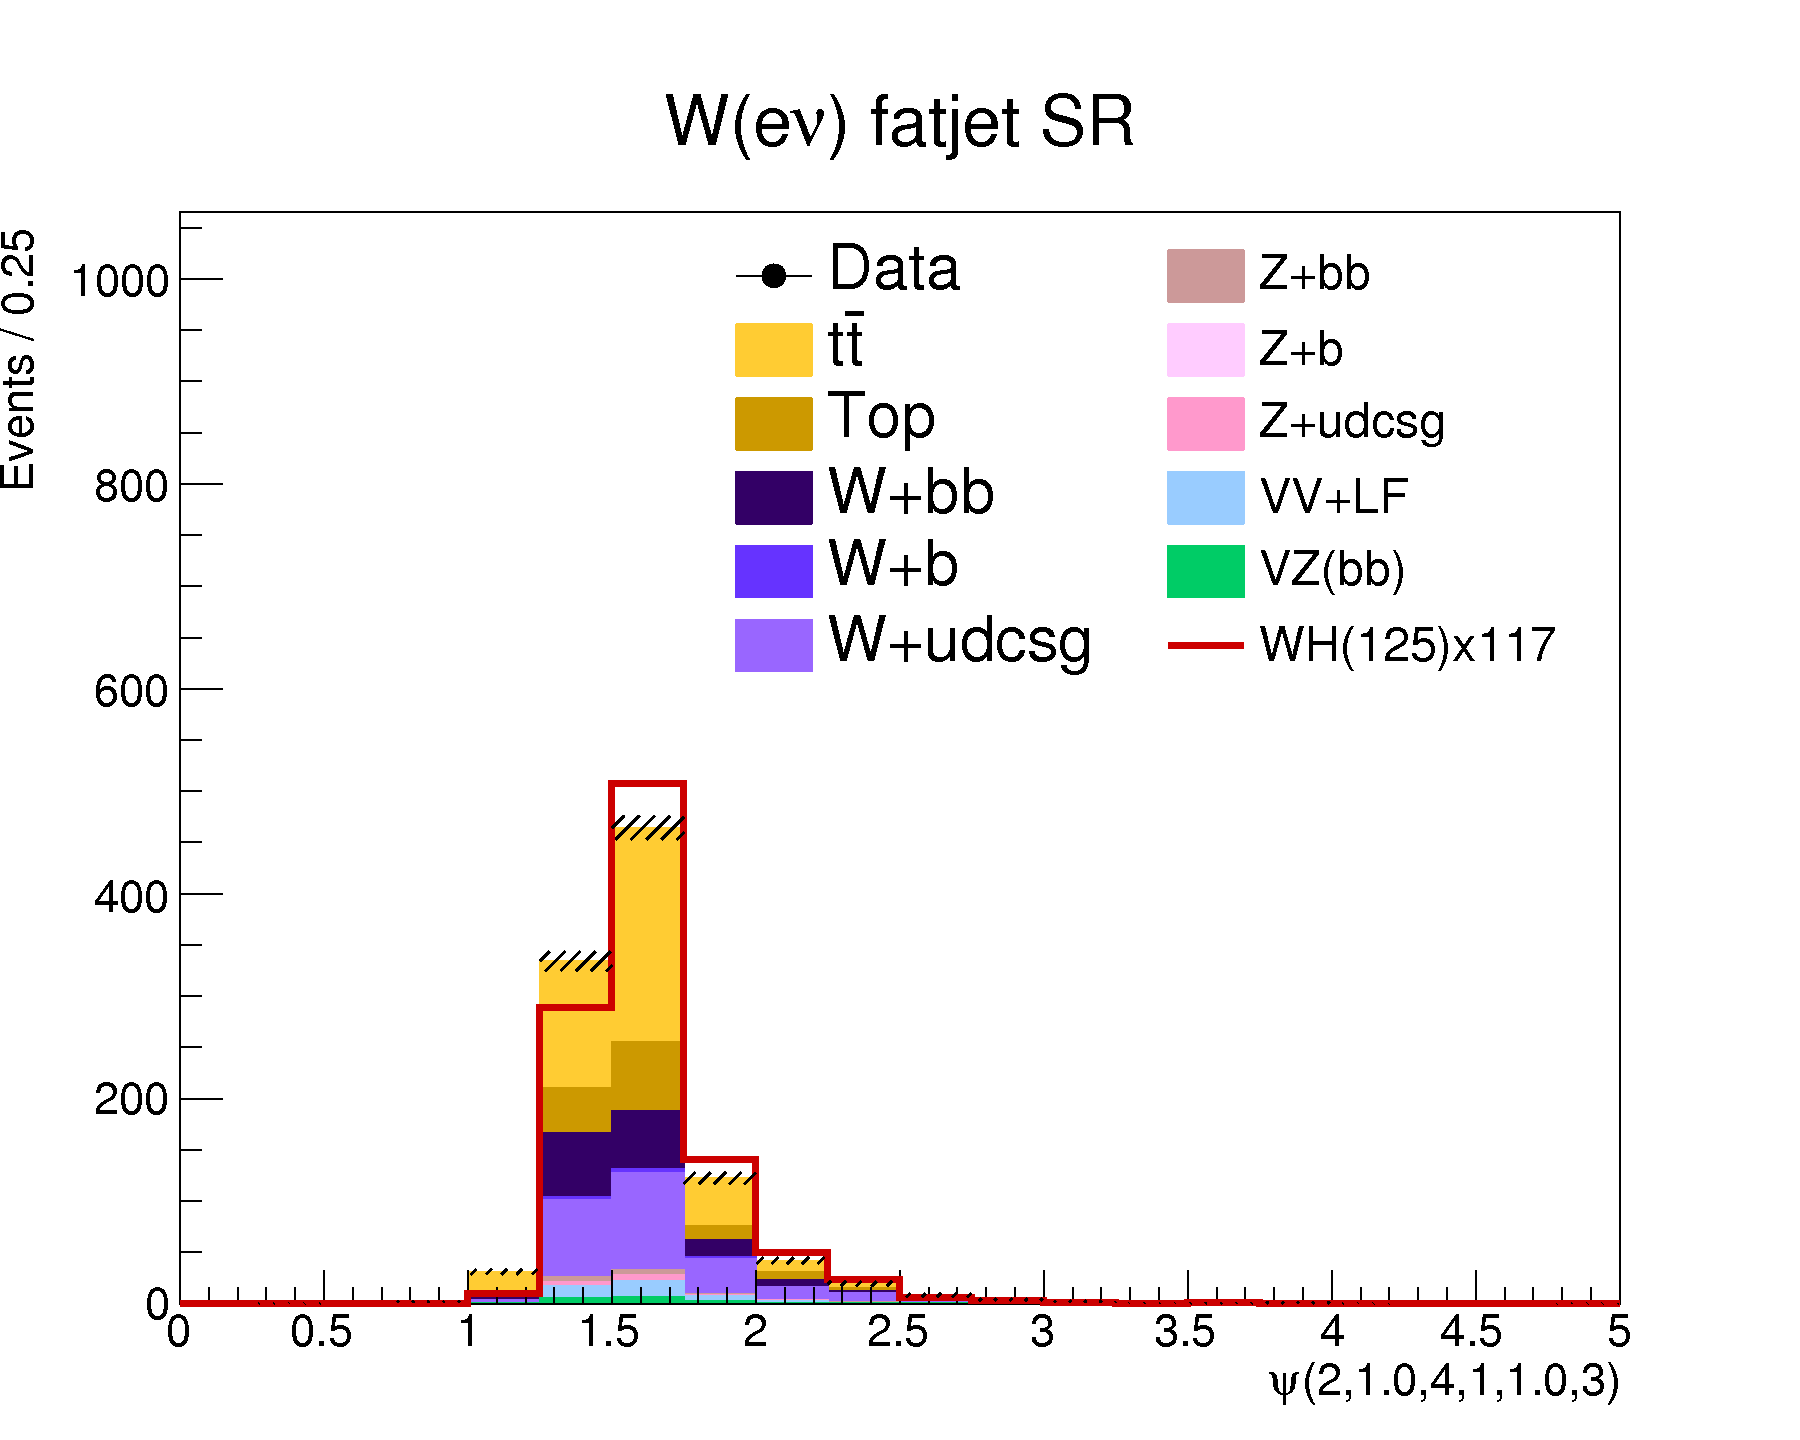 W(eν) fatjet SR
Events / 0.25
1000
800
600
400
200
0
Data
tt̄
Top
W+bb
W+b
W+udcsg
Z+bb
Z+b
Z+udcsg
VV+LF
VZ(bb)
WH(125)x117
0 0.5 1 1.5 2 2.5 3 3.5 4 4.5 5
ψ(2,1.0,4,1,1.0,3)